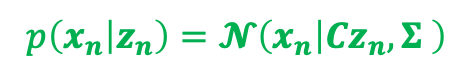 p(xₙ|zₙ) = 𝒩(xₙ|Czₙ, Σ )